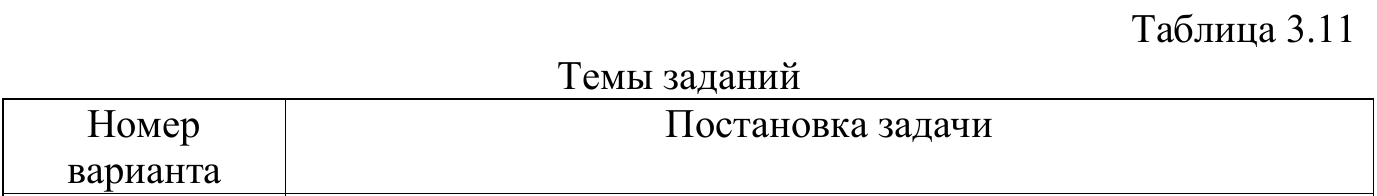 Таблица 3.11
Темы заданий
Номер
варианта
Постановка задачи